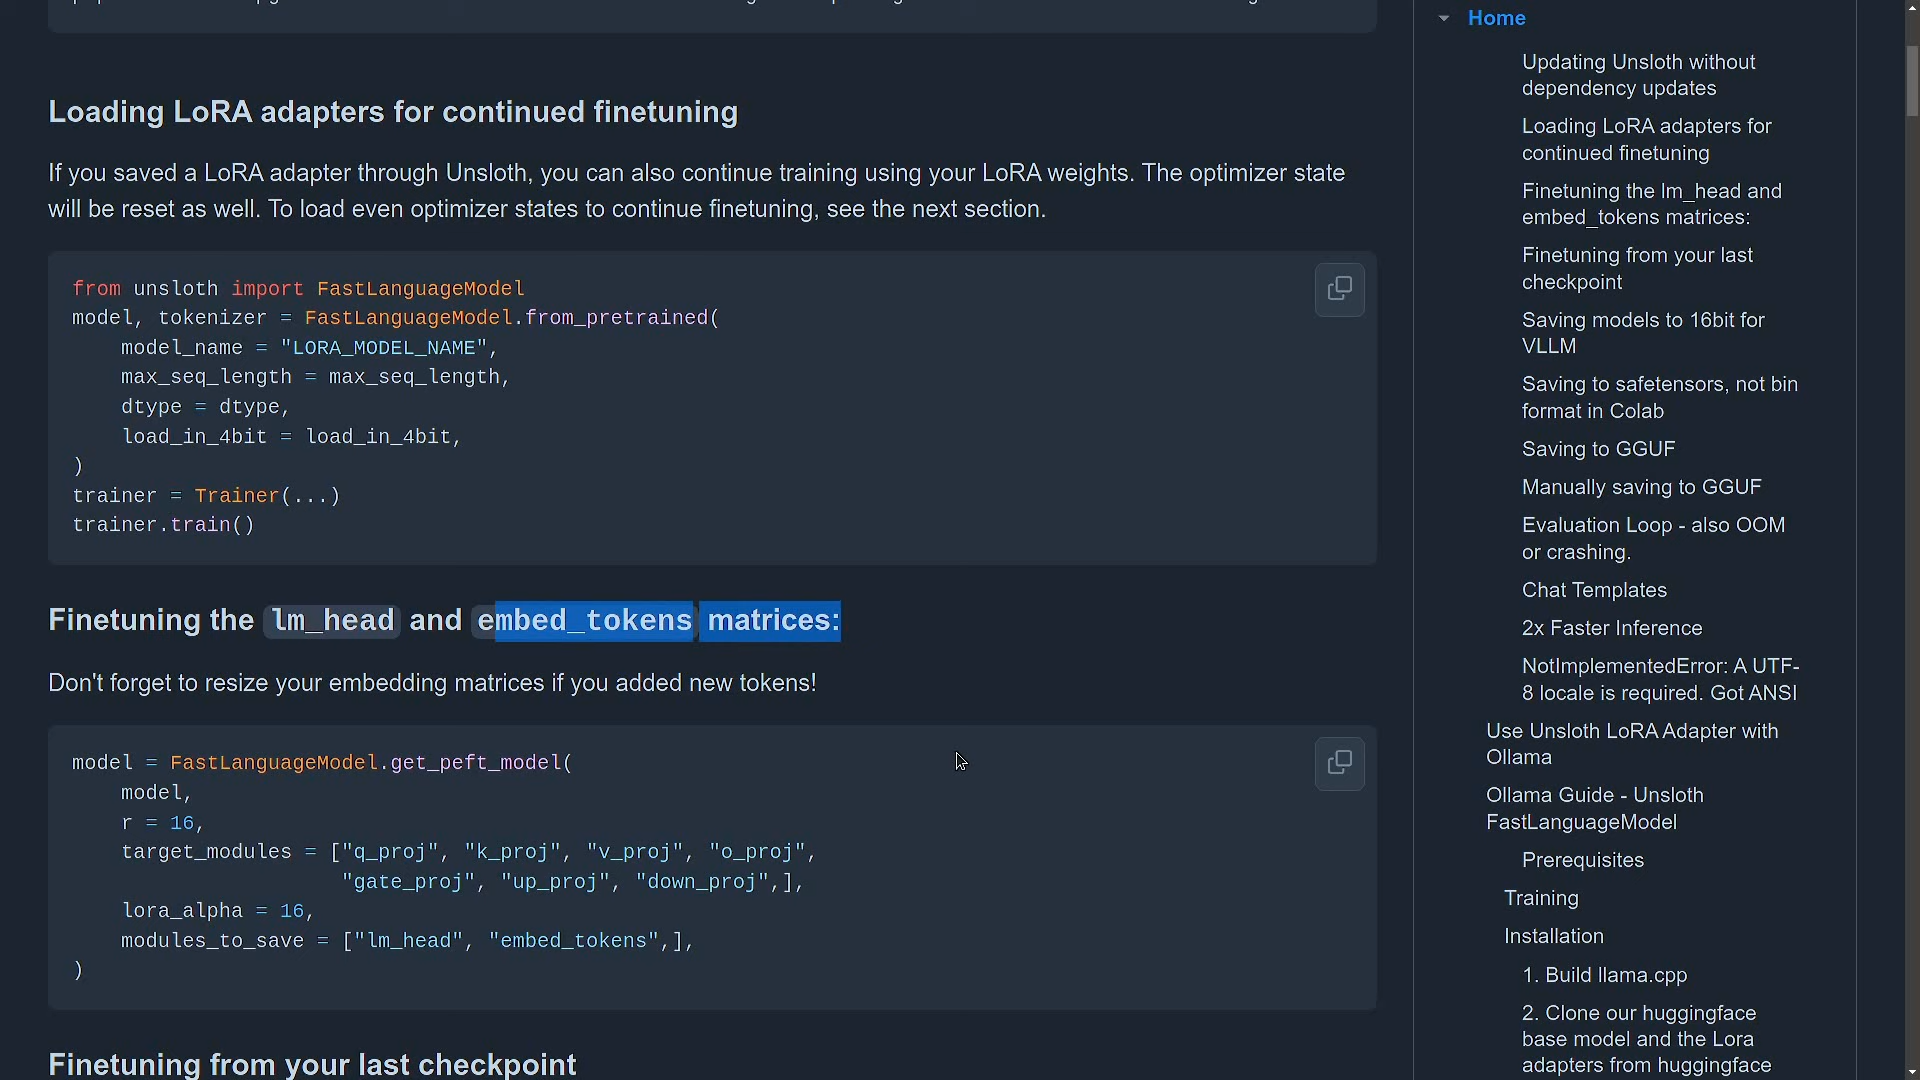 Loading LoRA adapters for continued finetuning
If you saved a LoRA adapter through Unsloth, you can also continue training using your LoRA weights. The optimizer state
will be reset as well. To load even optimizer states to continue finetuning, see the next section.
from unsloth import FastLanguageModel
model, tokenizer = FastLanguageModel.from_pretrained(
    model_name = "LORA_MODEL_NAME",
    max_seq_length = max_seq_length,
    dtype = dtype,
    load_in_4bit = load_in_4bit,
)
trainer = Trainer(...)
trainer.train()
Finetuning the lm_head and embed_tokens matrices:
Don't forget to resize your embedding matrices if you added new tokens!
model = FastLanguageModel.get_peft_model(
    model,
    r = 16,
    target_modules = ["q_proj", "k_proj", "v_proj", "o_proj",
                      "gate_proj", "up_proj", "down_proj",],
    lora_alpha = 16,
    modules_to_save = ["lm_head", "embed_tokens",],
)
Finetuning from your last checkpoint
Home
Updating Unsloth without
dependency updates
Loading LoRA adapters for
continued finetuning
Finetuning the lm_head and
embed_tokens matrices:
Finetuning from your last
checkpoint
Saving models to 16bit for
VLLM
Saving to safetensors, not bin
format in Colab
Saving to GGUF
Manually saving to GGUF
Evaluation Loop - also OOM
or crashing.
Chat Templates
2x Faster Inference
NotImplementedError: A UTF-
8 locale is required. Got ANSI
Use Unsloth LoRA Adapter with
Ollama
Ollama Guide - Unsloth
FastLanguageModel
Prerequisites
Training
Installation
1. Build llama.cpp
2. Clone our huggingface
base model and the Lora
adapters from huggingface